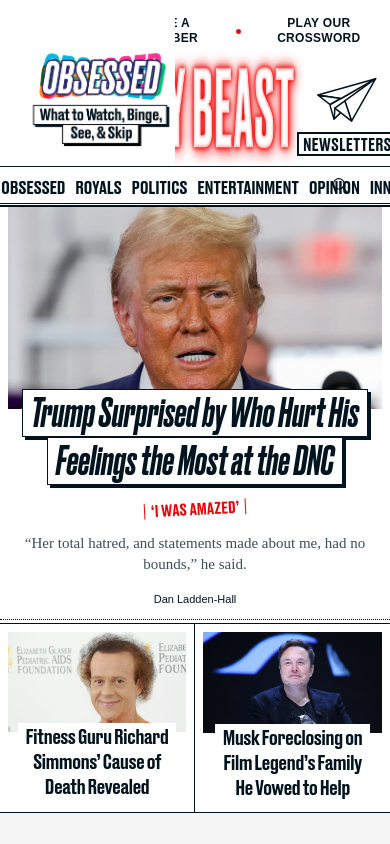 E A
BER
PLAY OUR
CROSSWORD
OBSESSED
What to Watch, Binge,
See, & Skip
Y BEAST
NEWSLETTERS
OBSESSED ROYALS POLITICS ENTERTAINMENT OPINION INN
Trump Surprised by Who Hurt His
Feelings the Most at the DNC
‘I WAS AMAZED’
“Her total hatred, and statements made about me, had no
bounds,” he said.
Dan Ladden-Hall
ELIZABETH GLASER
PEDIATRIC AIDS
FOUNDATION
Fitness Guru Richard
Simmons’ Cause of
Death Revealed
Musk Foreclosing on
Film Legend’s Family
He Vowed to Help